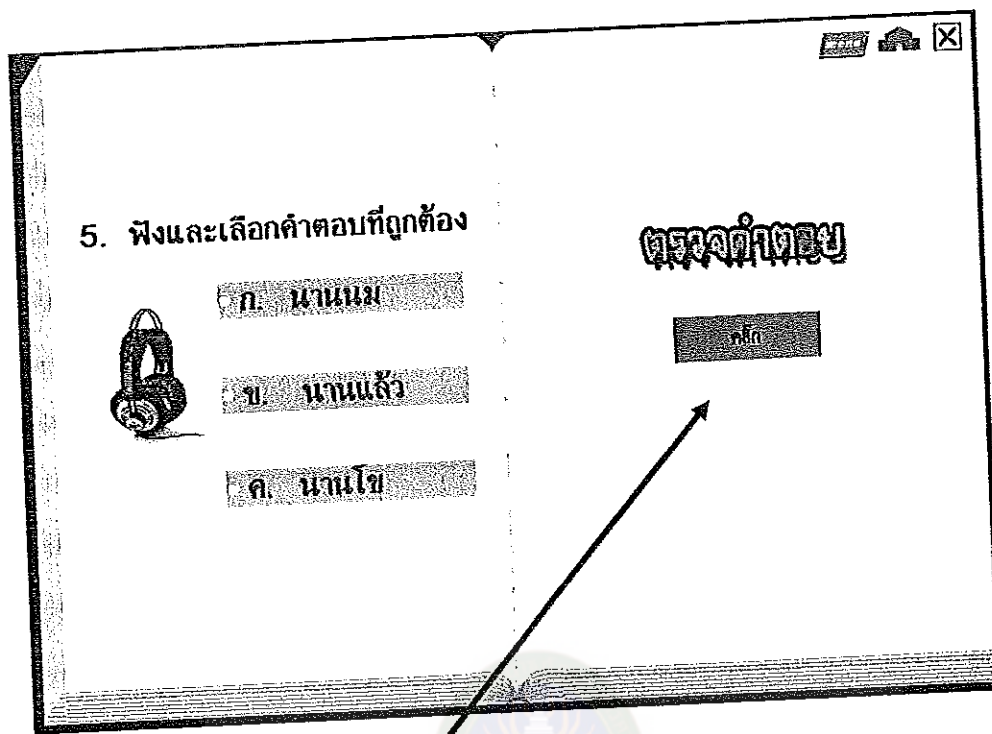 5. ฟังและเลือกคำตอบที่ถูกต้อง
ก. นานนม
ข. นานแล้ว
ค. นานโข
ตรวจคำตอบ
คลิก